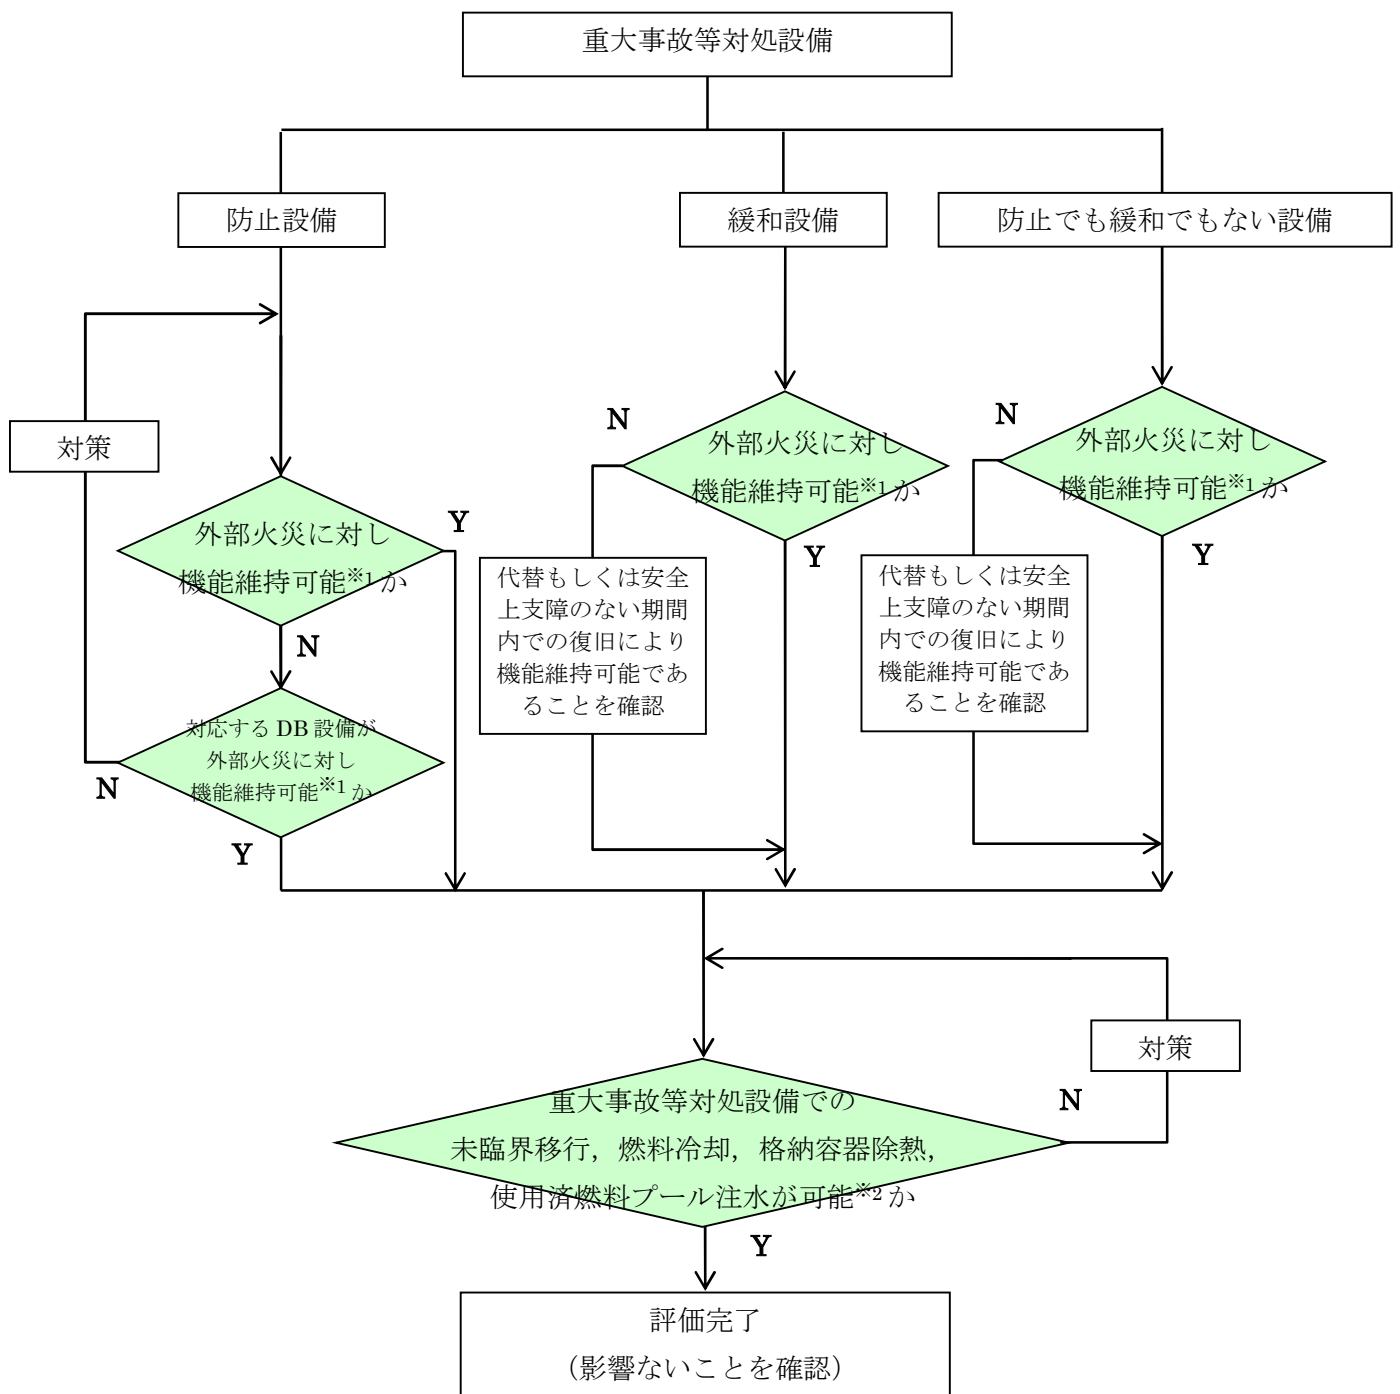 重大事故等対処設備
防止設備
緩和設備
防止でも緩和でもない設備
対策
外部火災に対し
機能維持可能※1か
Y
N
対応する DB 設備が
外部火災に対し
機能維持可能※1か
N
Y
N
外部火災に対し
機能維持可能※1か
Y
代替もしくは安全
上支障のない期間
内での復旧により
機能維持可能であ
ることを確認
N
外部火災に対し
機能維持可能※1か
Y
代替もしくは安全
上支障のない期間
内での復旧により
機能維持可能であ
ることを確認
対策
重大事故等対処設備での
未臨界移行，燃料冷却，格納容器除熱，
使用済燃料プール注水が可能※2か
N
Y
評価完了
（影響ないことを確認）